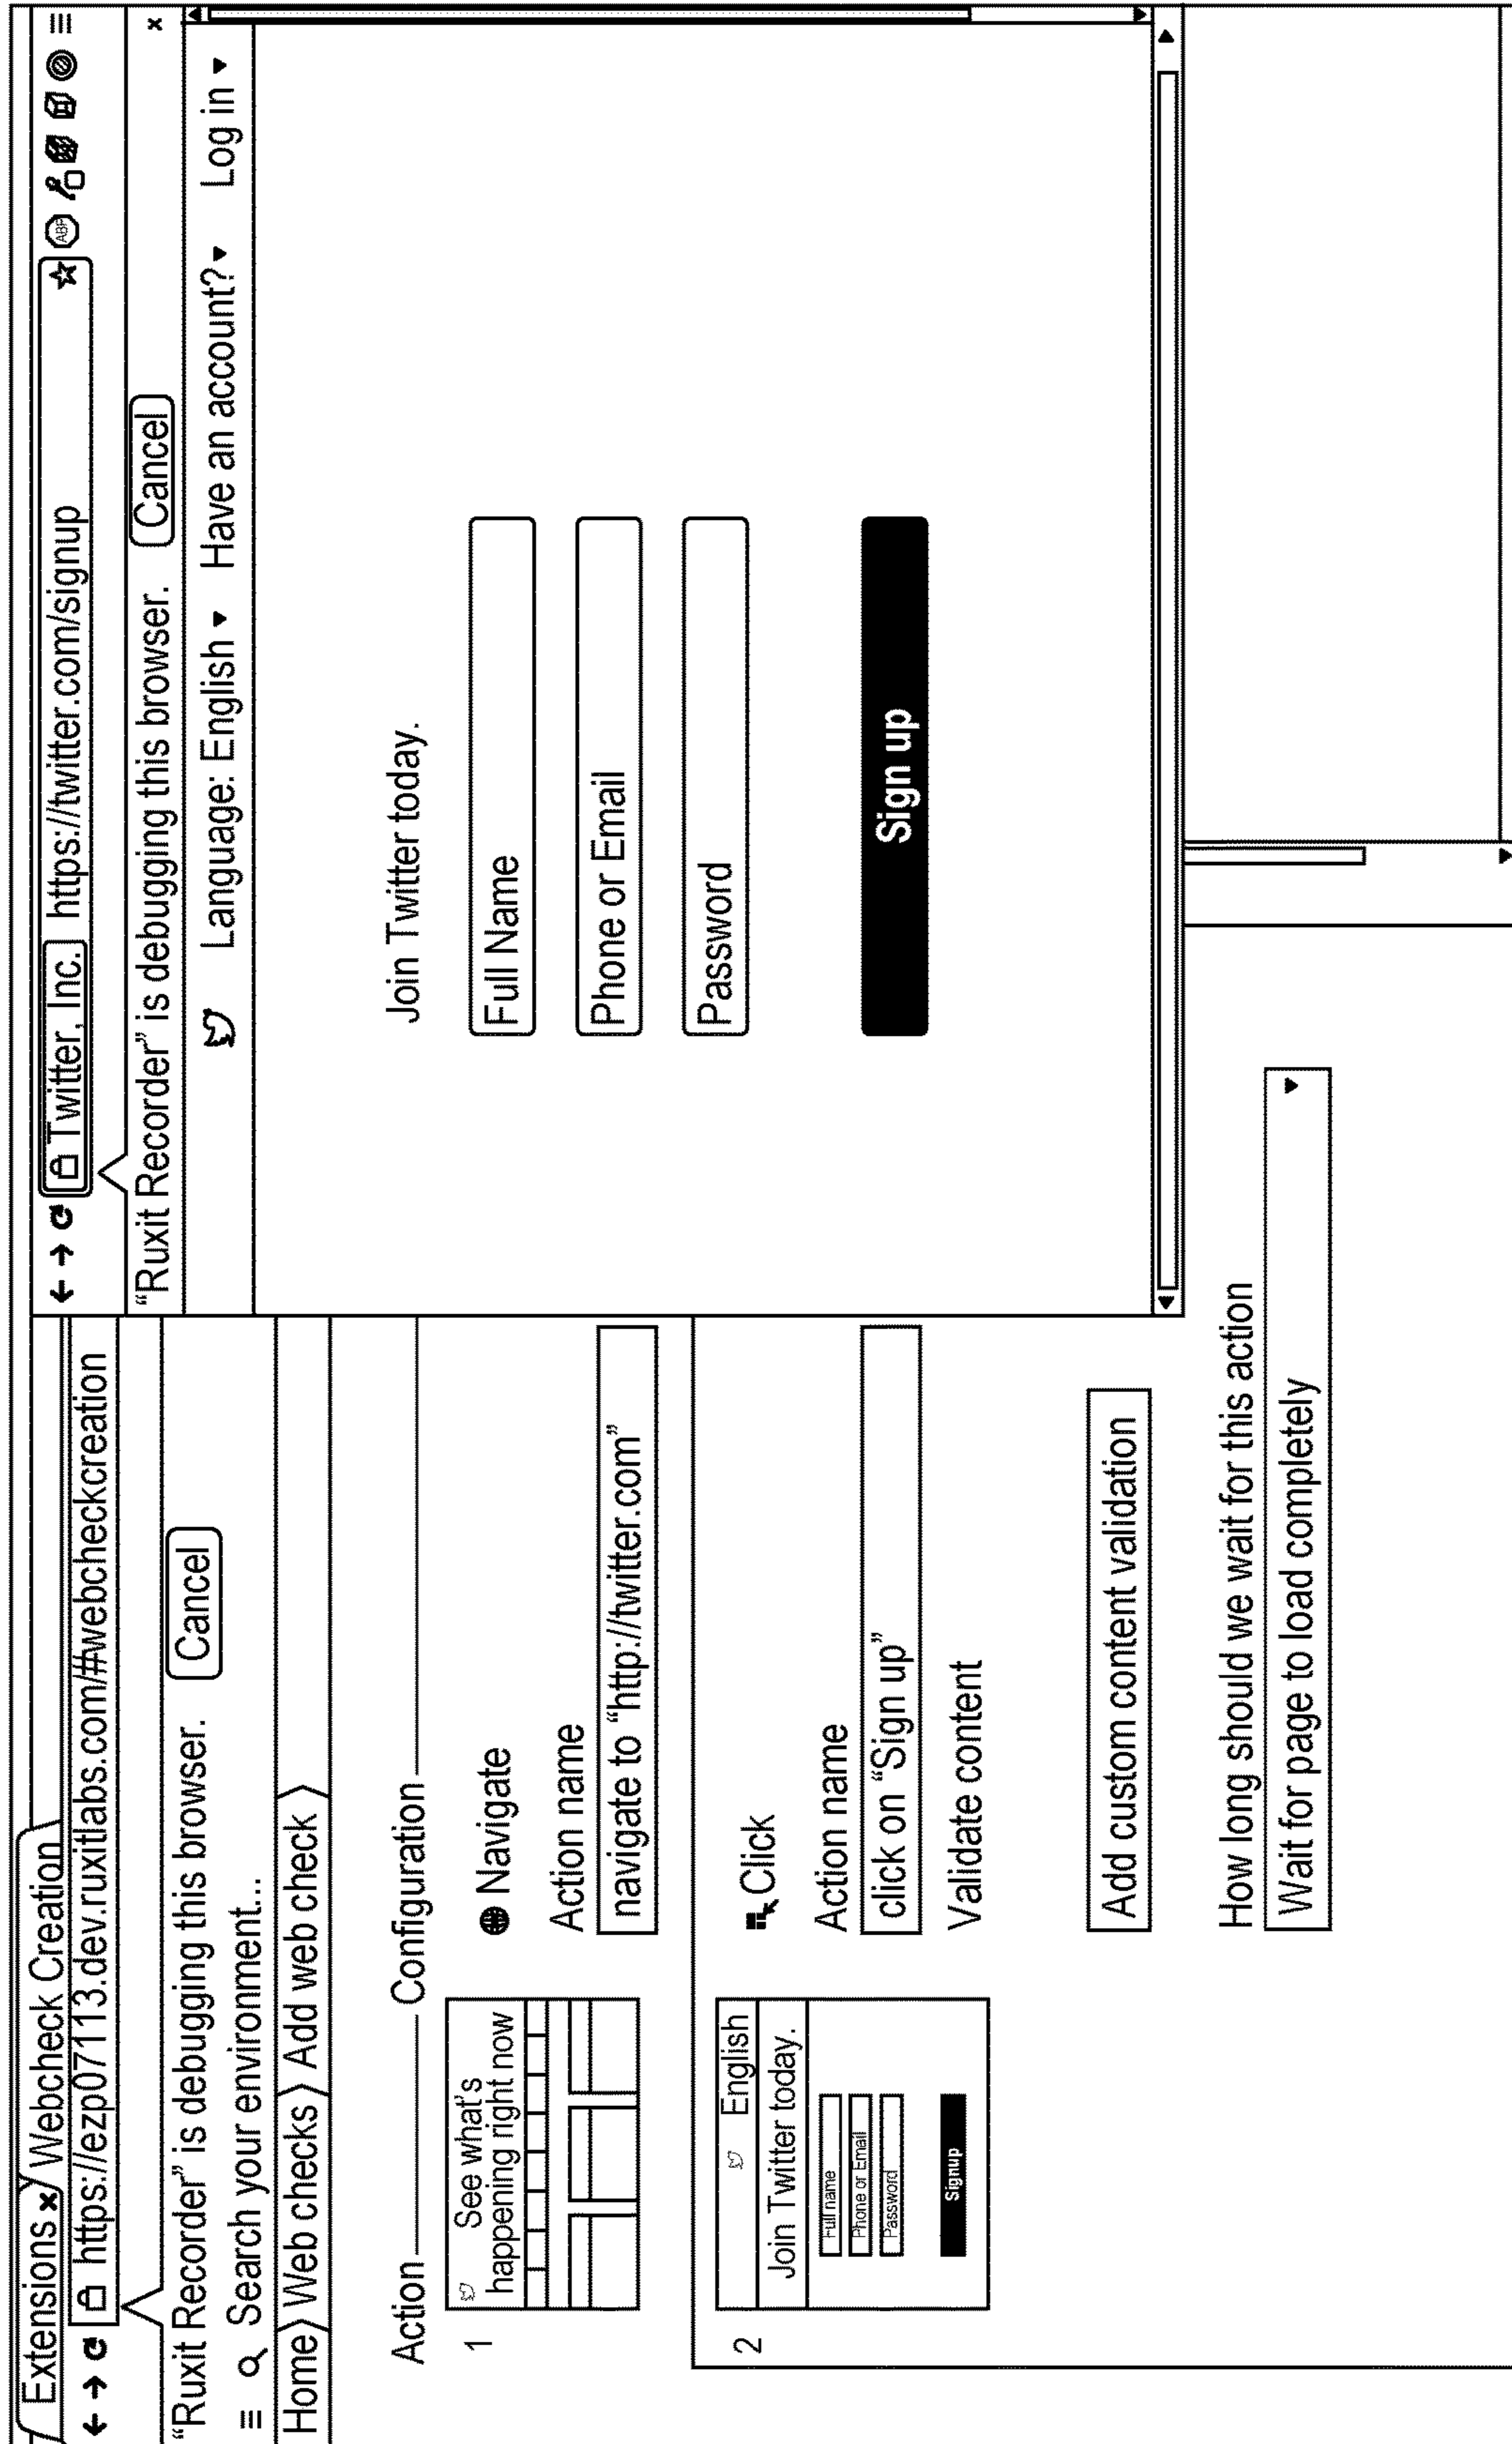 Extensions x
Webcheck Creation
https://ezp07113.dev.ruxitlabs.com/#webcheckcreation
“Ruxit Recorder” is debugging this browser.
Cancel
Search your environment...
Home
Web checks
Add web check
Action
Configuration
1
See what's
happening right now
Navigate
Action name
navigate to “http://twitter.com”
2
English
Join Twitter today.
Full name
Phone or Email
Password
Signup
Click
Action name
click on “Sign up”
Validate content
Add custom content validation
How long should we wait for this action
Wait for page to load completely
Twitter, Inc.
https://twitter.com/signup
ABP
“Ruxit Recorder” is debugging this browser.
Cancel
x
Language: English
Have an account?
Log in
Join Twitter today.
Full Name
Phone or Email
Password
Sign up